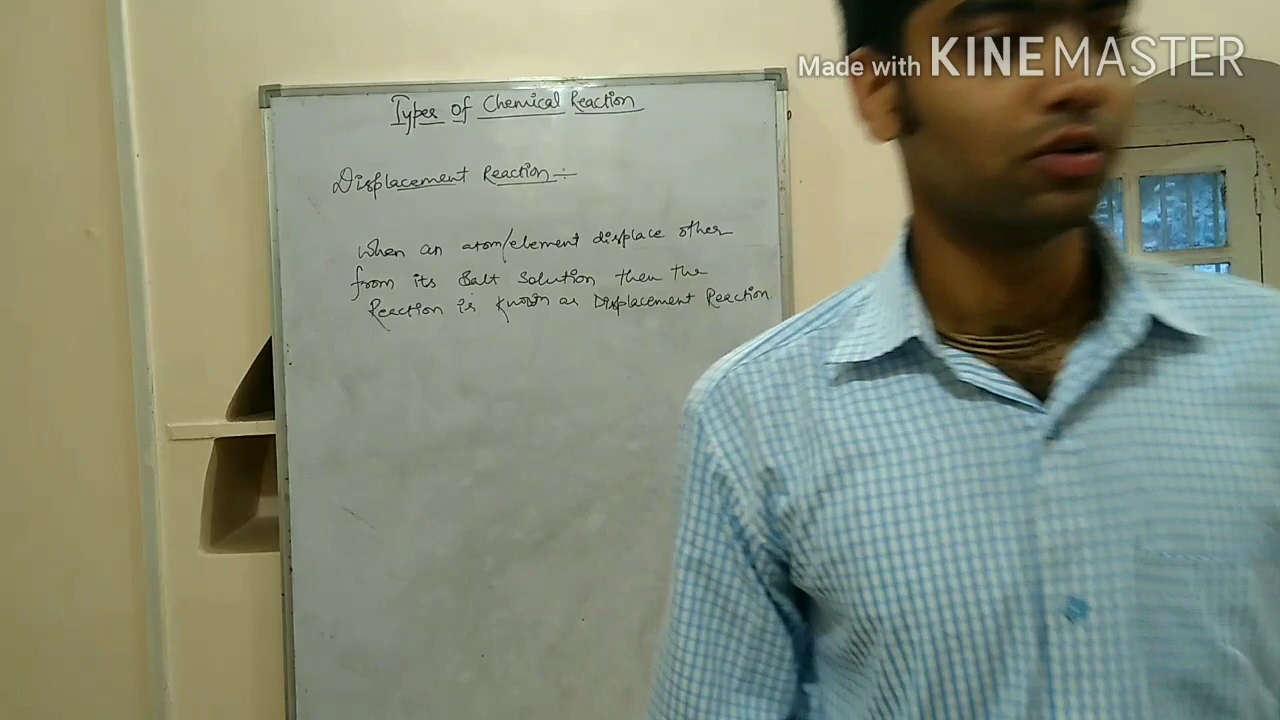 Made with KINEMASTER
Types of Chemical Reaction
Displacement Reaction :-
When an atom/element displace other
from its Salt Solution then the
Reaction is known as Displacement Reaction.